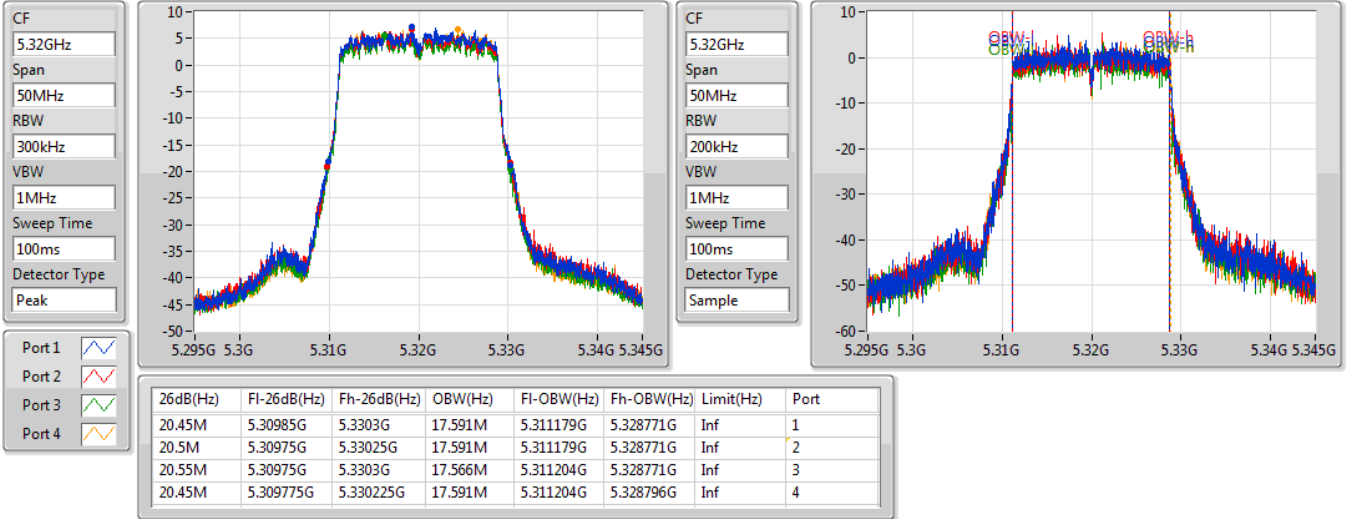 CF
5.32GHz
Span
50MHz
RBW
300kHz
VBW
1MHz
Sweep Time
100ms
Detector Type
Peak
10
5
0
-5
-10
-15
-20
-25
-30
-35
-40
-45
-50
5.295G 5.3G 5.31G 5.32G 5.33G 5.34G 5.345G
CF
5.32GHz
Span
50MHz
RBW
200kHz
VBW
1MHz
Sweep Time
100ms
Detector Type
Sample
10
0
-10
-20
-30
-40
-50
-60
OBW-h
5.295G 5.3G 5.31G 5.32G 5.33G 5.34G 5.345G
Port 1
Port 2
Port 3
Port 4
26dB(Hz) Fl-26dB(Hz) Fh-26dB(Hz) OBW(Hz) Fl-OBW(Hz) Fh-OBW(Hz) Limit(Hz) Port
20.45M 5.30985G 5.3303G 17.591M 5.311179G 5.328771G Inf 1
20.5M 5.30975G 5.33025G 17.591M 5.311179G 5.328771G Inf 2
20.55M 5.30975G 5.3303G 17.566M 5.311204G 5.328771G Inf 3
20.45M 5.309775G 5.330225G 17.591M 5.311204G 5.328796G Inf 4